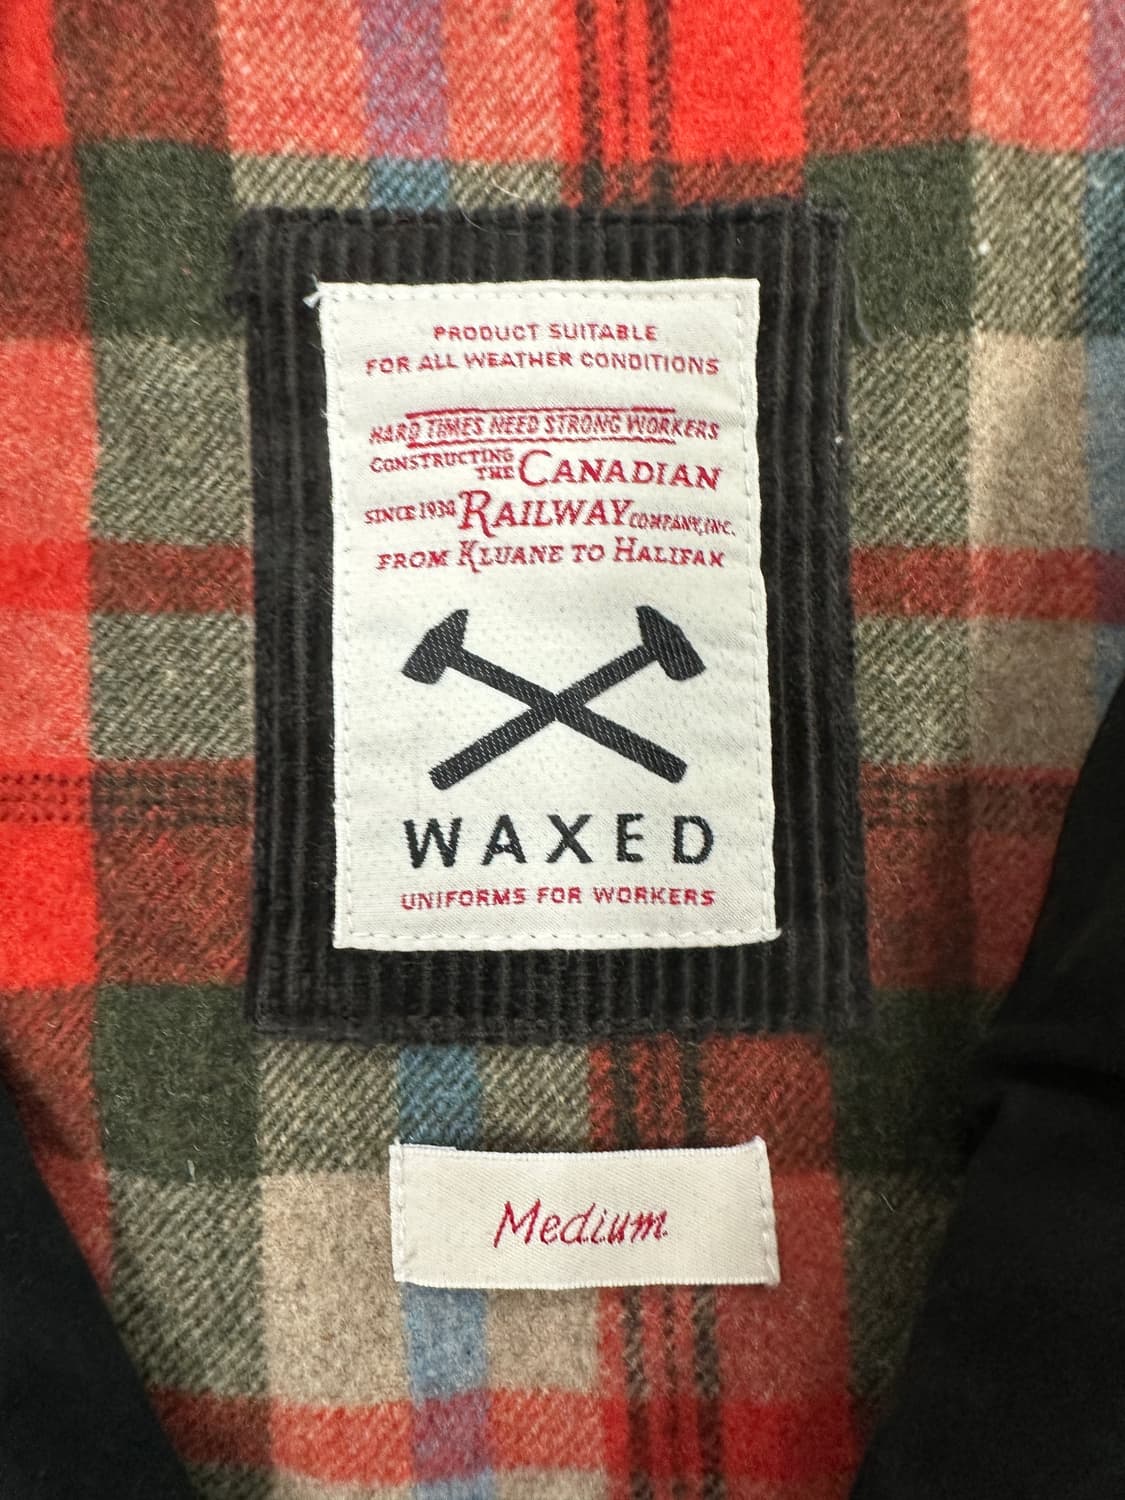 PRODUCT SUITABLE
FOR ALL WEATHER CONDITIONS
HARD TIMES NEED STRONG WORKERS
CONSTRUCTING THE CANADIAN
SINCE 1938 RAILWAY COMPANY, INC.
FROM KLUANE TO HALIFAX
WAXED
UNIFORMS FOR WORKERS
Medium